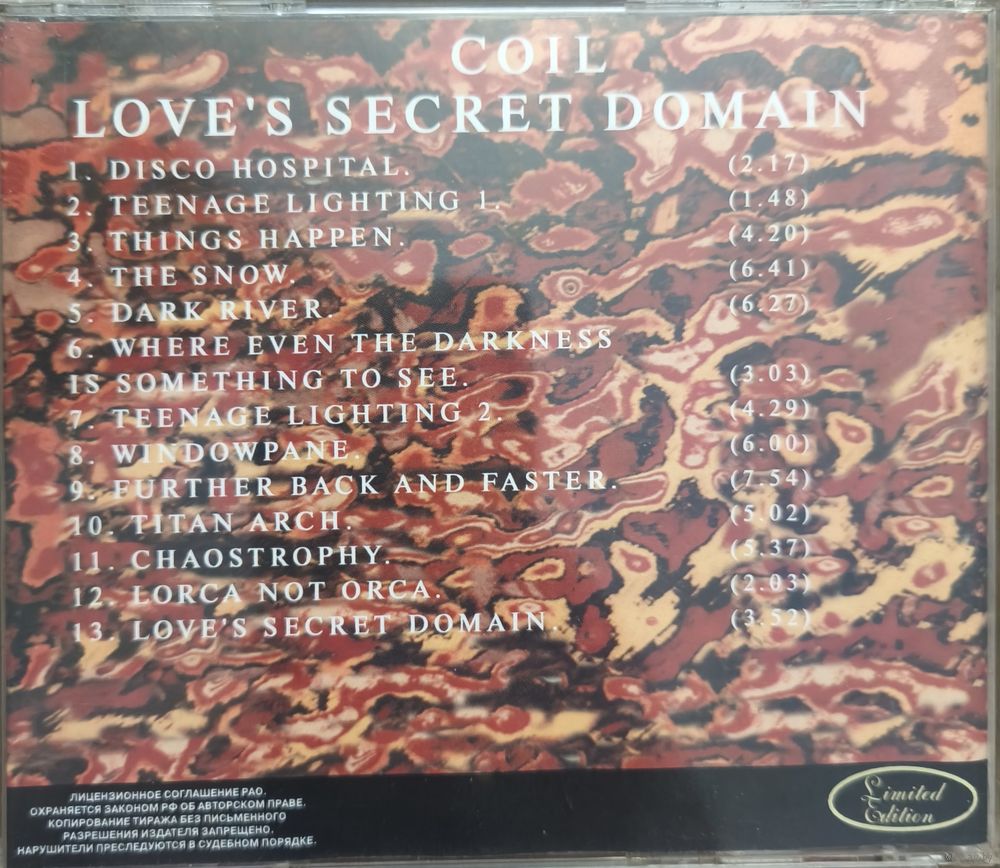 COIL
LOVE'S SECRET DOMAIN
1. DISCO HOSPITAL. (2.17)
2. TEENAGE LIGHTING 1. (1.48)
3. THINGS HAPPEN. (4.20)
4. THE SNOW. (6.41)
5. DARK RIVER. (6.27)
6. WHERE EVEN THE DARKNESS
IS SOMETHING TO SEE. (3.03)
7. TEENAGE LIGHTING 2. (4.29)
8. WINDOWPANE. (6.00)
9. FURTHER BACK AND FASTER. (7.54)
10. TITAN ARCH. (5.02)
11. CHAOSTROPHY. (5.37)
12. LORCA NOT ORCA. (2.03)
13. LOVE'S SECRET DOMAIN. (3.52)
ЛИЦЕНЗИОННОЕ СОГЛАШЕНИЕ РАО.
ОХРАНЯЕТСЯ ЗАКОНОМ РФ ОБ АВТОРСКОМ ПРАВЕ.
КОПИРОВАНИЕ ТИРАЖА БЕЗ ПИСЬМЕННОГО
РАЗРЕШЕНИЯ ИЗДАТЕЛЯ ЗАПРЕЩЕНО.
НАРУШИТЕЛИ ПРЕСЛЕДУЮТСЯ В СУДЕБНОМ ПОРЯДКЕ.
Limited
Edition